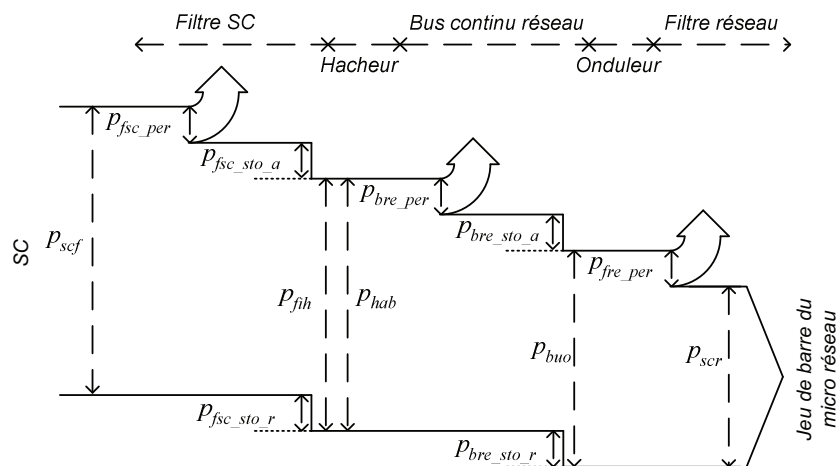 Filtre SC
Bus continu réseau
Filtre réseau
Hacheur
Onduleur
p_fsc_per
p_fsc_sto_a
p_bre_per
p_bre_sto_a
p_fre_per
SC
p_scf
p_fih
p_hab
p_buo
p_scr
p_fsc_sto_r
p_bre_sto_r
Jeu de barre du
micro réseau